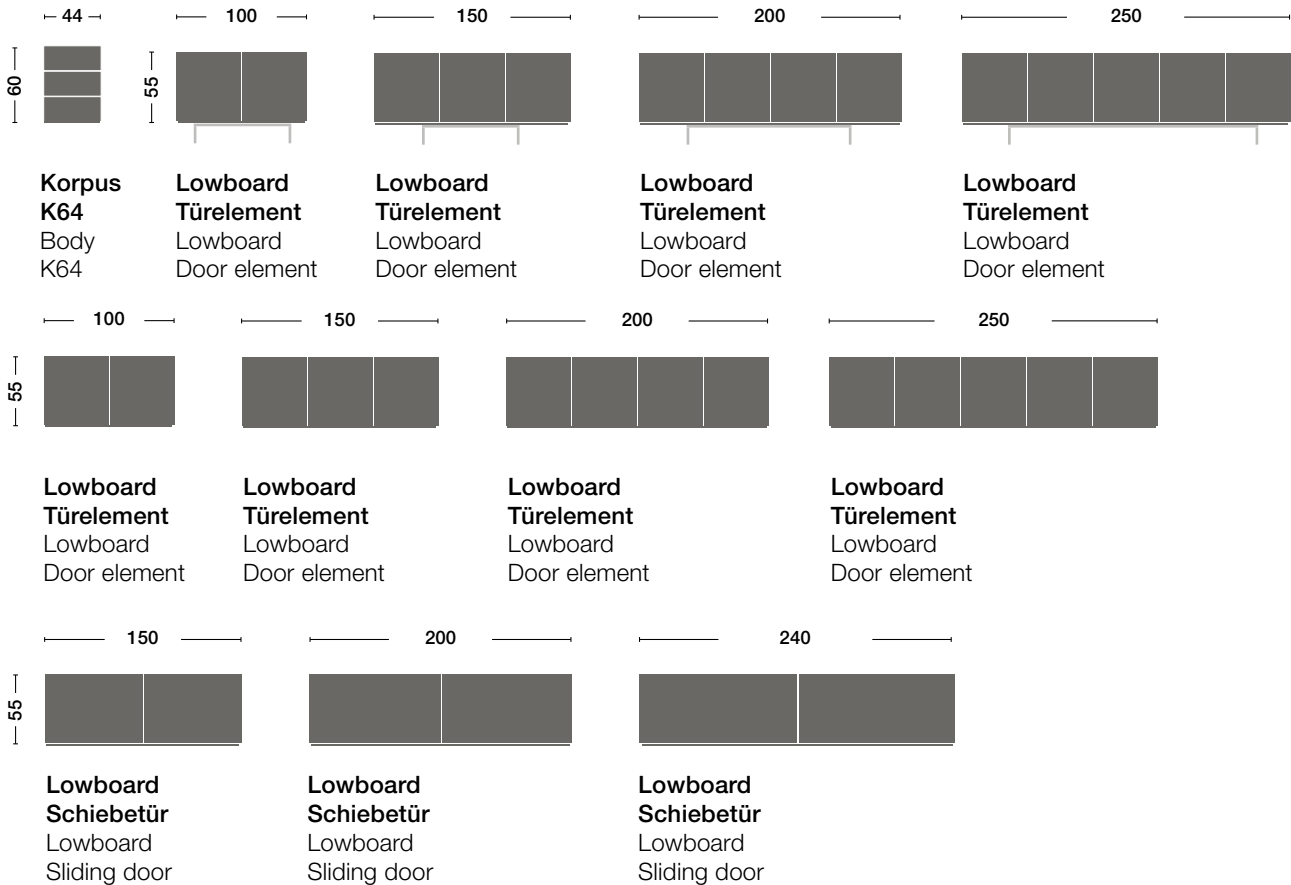 44
100
150
200
250
60
55
Korpus
K64
Body
K64
Lowboard
Türelement
Lowboard
Door element
Lowboard
Türelement
Lowboard
Door element
Lowboard
Türelement
Lowboard
Door element
Lowboard
Türelement
Lowboard
Door element
100
150
200
250
55
Lowboard
Türelement
Lowboard
Door element
Lowboard
Türelement
Lowboard
Door element
Lowboard
Türelement
Lowboard
Door element
Lowboard
Türelement
Lowboard
Door element
150
200
240
55
Lowboard
Schiebetür
Lowboard
Sliding door
Lowboard
Schiebetür
Lowboard
Sliding door
Lowboard
Schiebetür
Lowboard
Sliding door